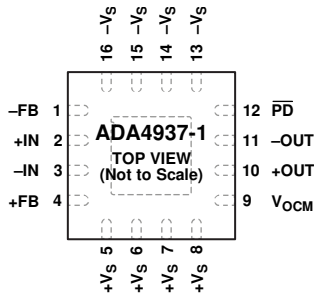 16 –VS
15 –VS
14 –VS
13 –VS
–FB 1
+IN 2
–IN 3
+FB 4
ADA4937-1
TOP VIEW
(Not to Scale)
12 PD
11 –OUT
10 +OUT
9 VOCM
5 +VS
6 +VS
7 +VS
8 +VS